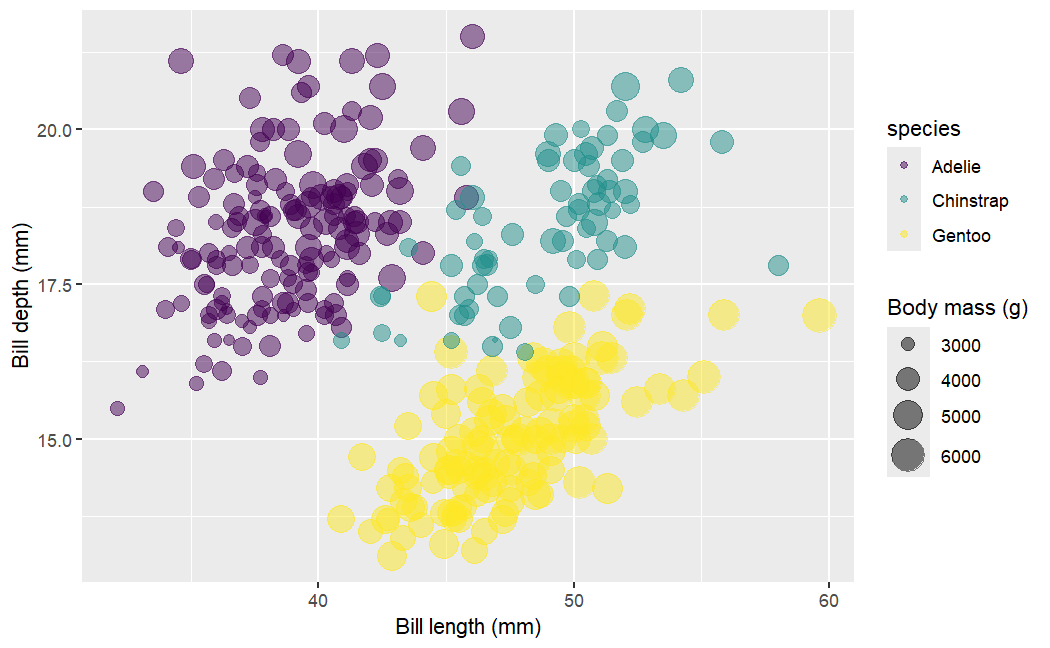 20.0
17.5
15.0
Bill depth (mm)
40
50
60
Bill length (mm)
species
Adelie
Chinstrap
Gentoo
Body mass (g)
3000
4000
5000
6000